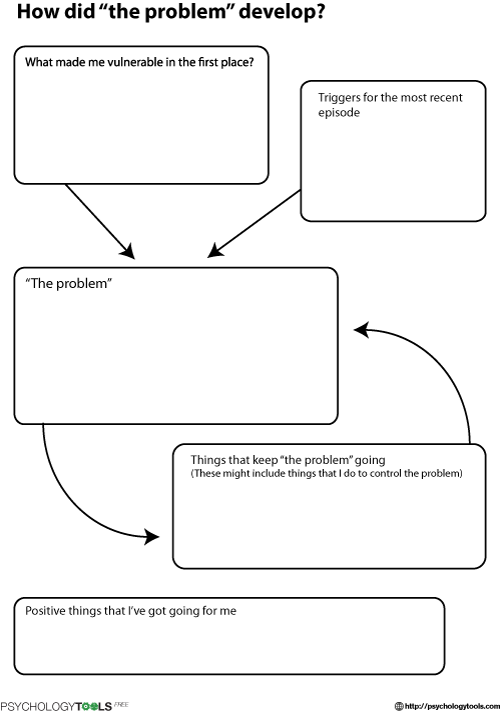 How did “the problem” develop?
What made me vulnerable in the first place?
Triggers for the most recent
episode
“The problem”
Things that keep “the problem” going
(These might include things that I do to control the problem)
Positive things that I’ve got going for me
PSYCHOLOGYTOOLS FREE
http://psychologytools.com